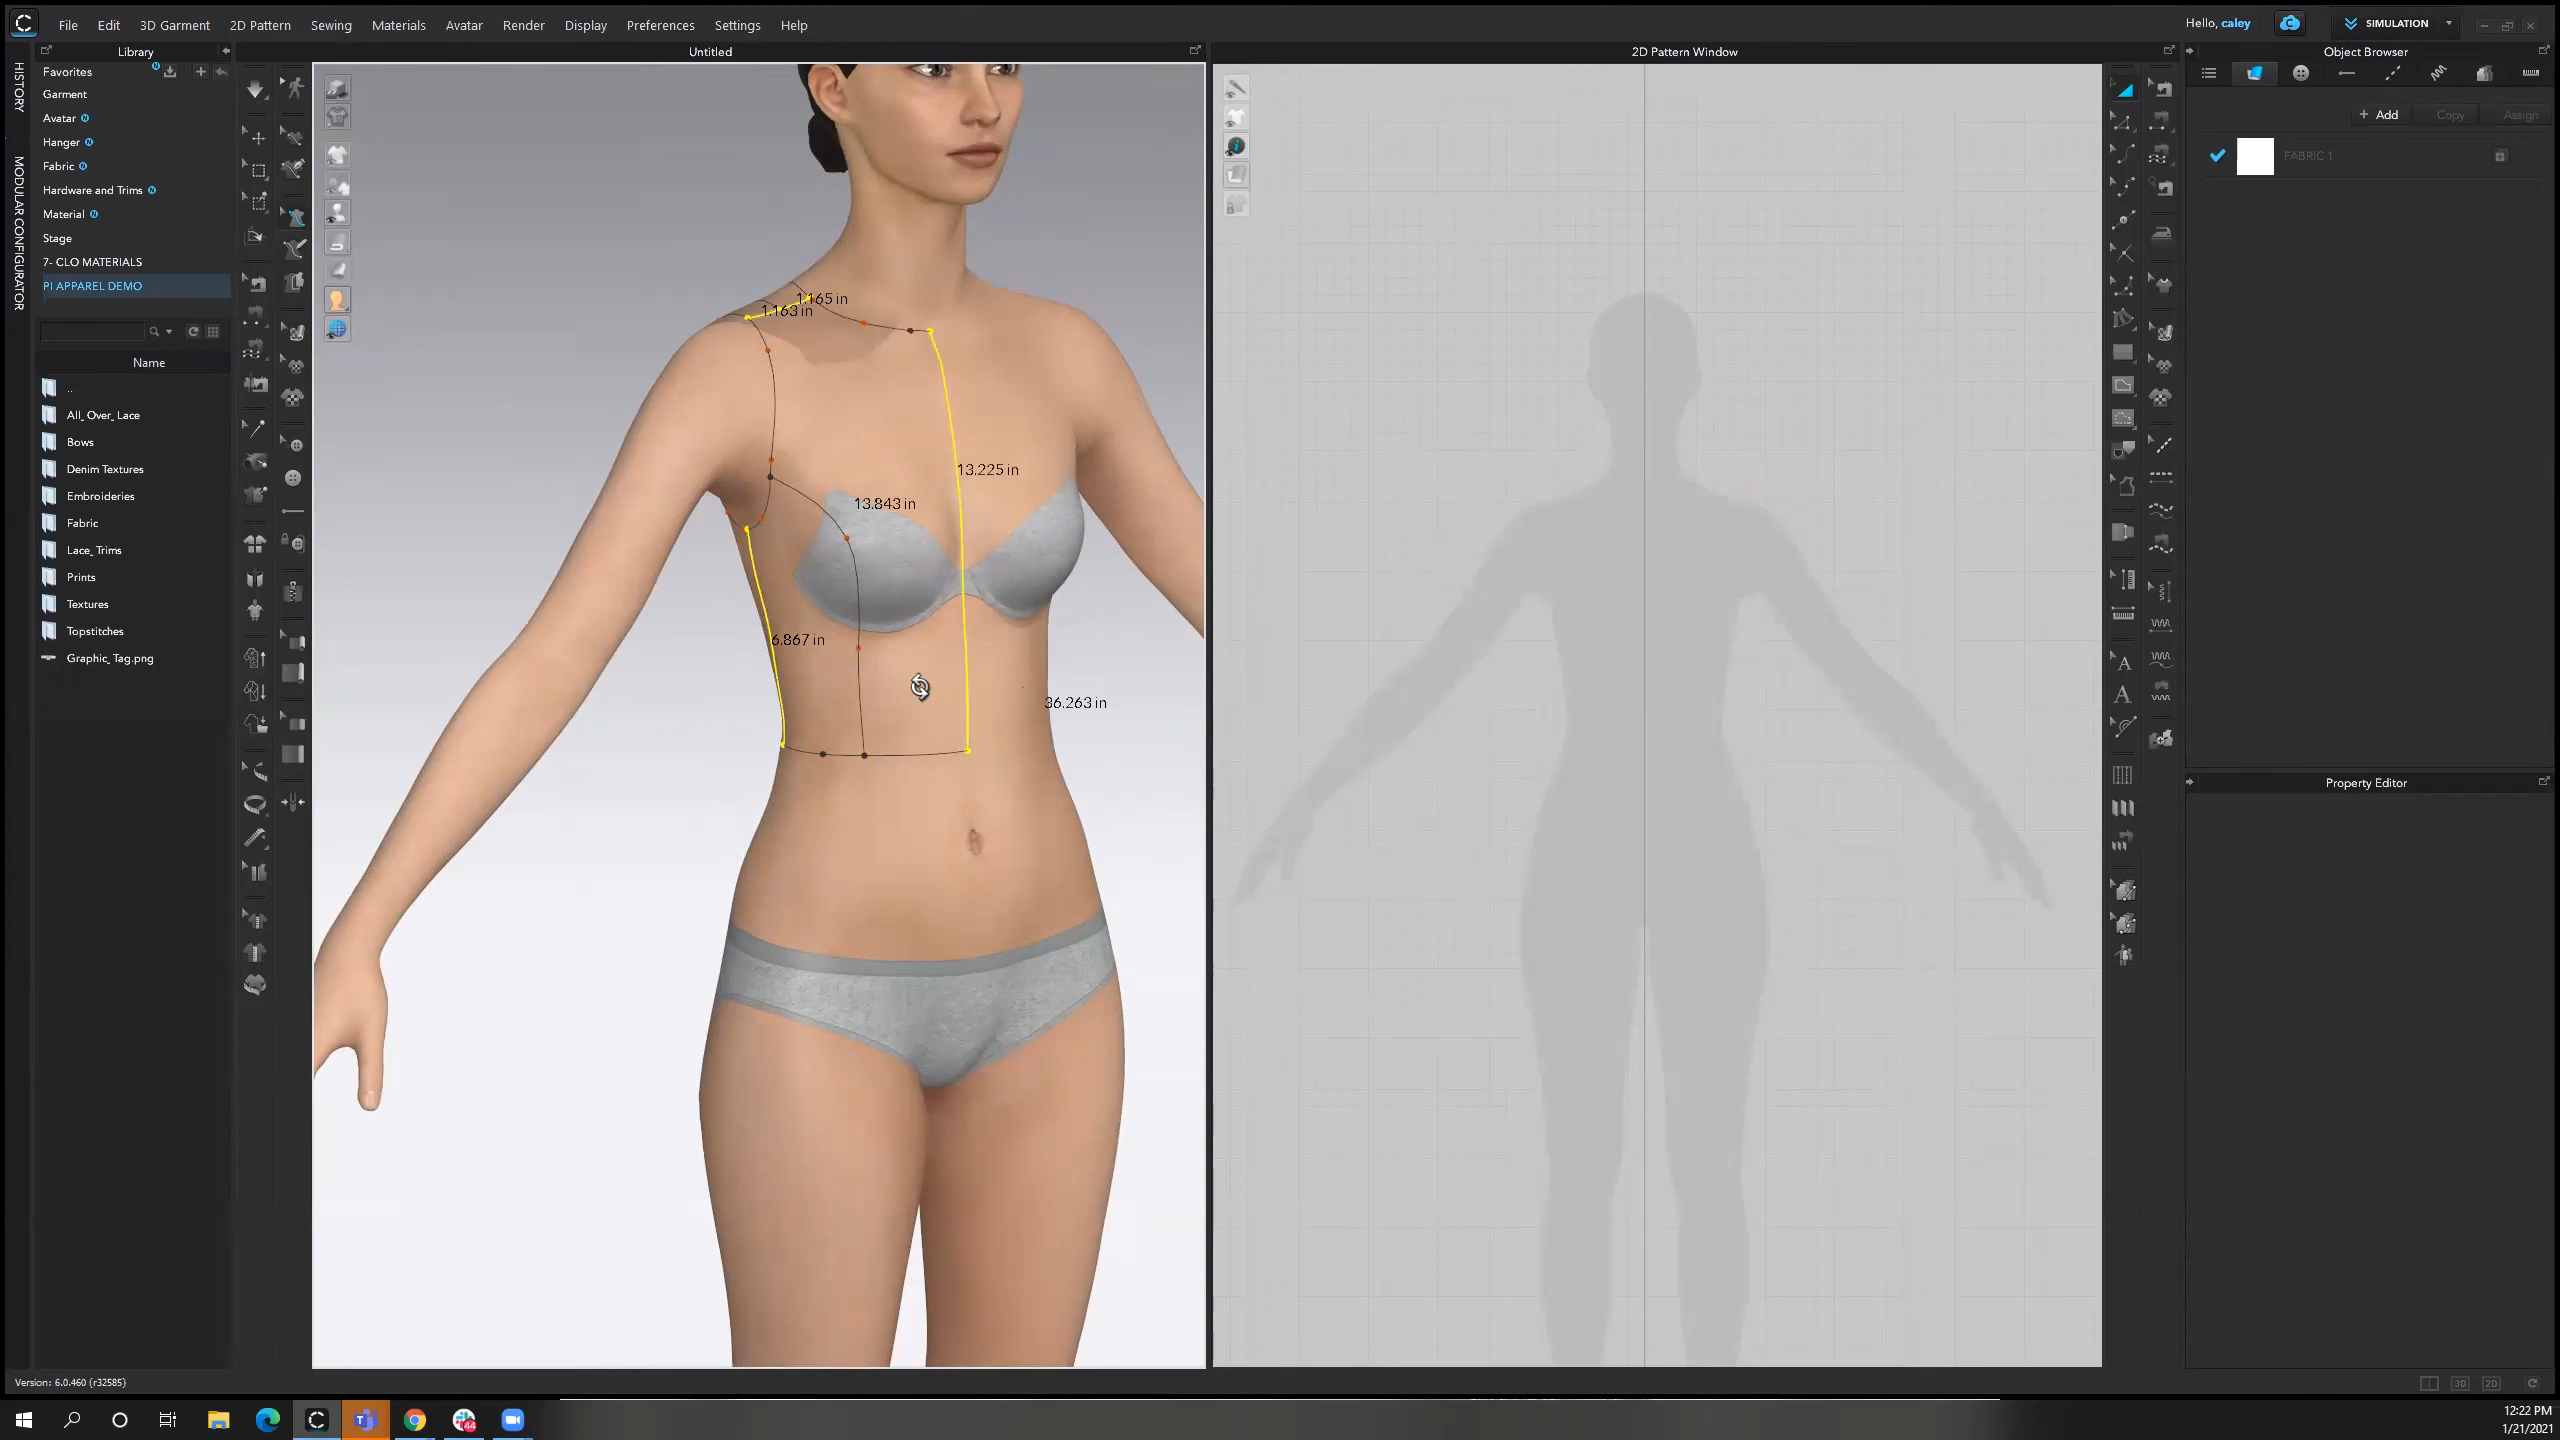 File Edit 3D Garment 2D Pattern Sewing Materials Avatar Render Display Preferences Settings Help
Hello, caley
SIMULATION
Library
Untitled
2D Pattern Window
Object Browser
HISTORY
MODULAR CONFIGURATOR
Favorites
Garment
Avatar
Hanger
Fabric
Hardware and Trims
Material
Stage
7- CLO MATERIALS
PI APPAREL DEMO
Name
..
All_Over_Lace
Bows
Denim Textures
Embroideries
Fabric
Lace_Trims
Prints
Textures
Topstitches
Graphic_Tag.png
1.165 in
1.163 in
13.225 in
13.843 in
6.867 in
36.263 in
+ Add Copy Assign
FABRIC 1
Property Editor
Version: 6.0.460 (r32585)
3D 2D
44
12:22 PM
1/21/2021